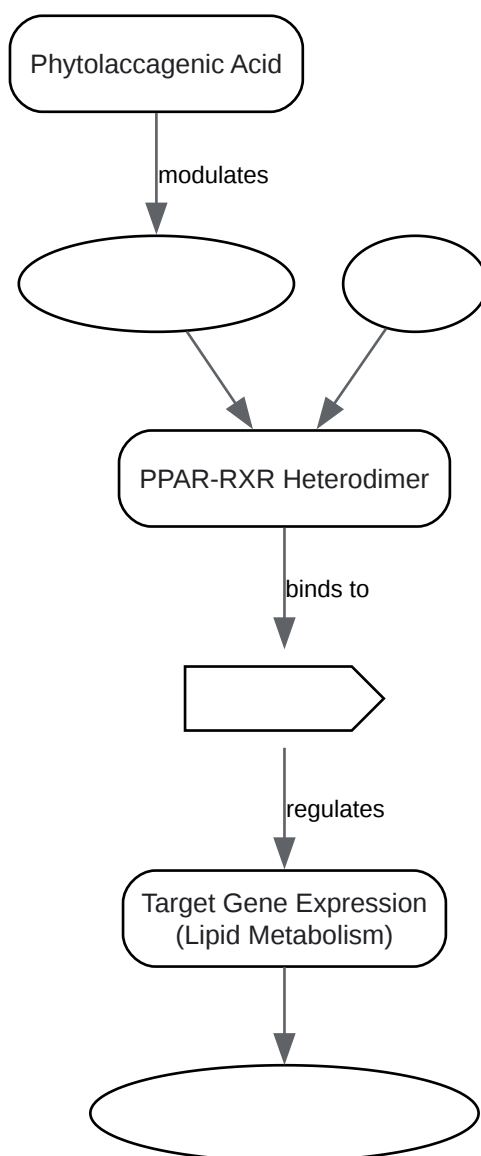 Phytolaccagenic Acid
modulates
PPAR-RXR Heterodimer
binds to
regulates
Target Gene Expression
(Lipid Metabolism)